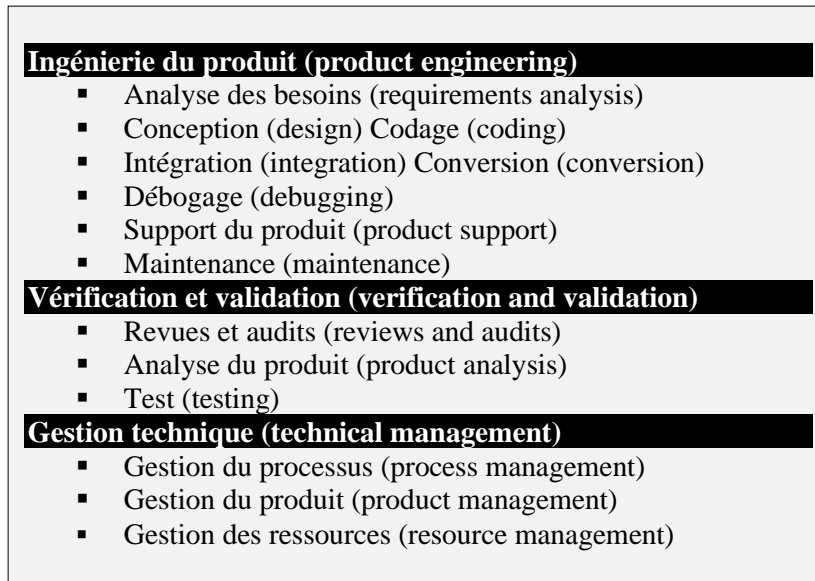 Ingénierie du produit (product engineering)
▪ Analyse des besoins (requirements analysis)
▪ Conception (design) Codage (coding)
▪ Intégration (integration) Conversion (conversion)
▪ Débogage (debugging)
▪ Support du produit (product support)
▪ Maintenance (maintenance)
Vérification et validation (verification and validation)
▪ Revues et audits (reviews and audits)
▪ Analyse du produit (product analysis)
▪ Test (testing)
Gestion technique (technical management)
▪ Gestion du processus (process management)
▪ Gestion du produit (product management)
▪ Gestion des ressources (resource management)